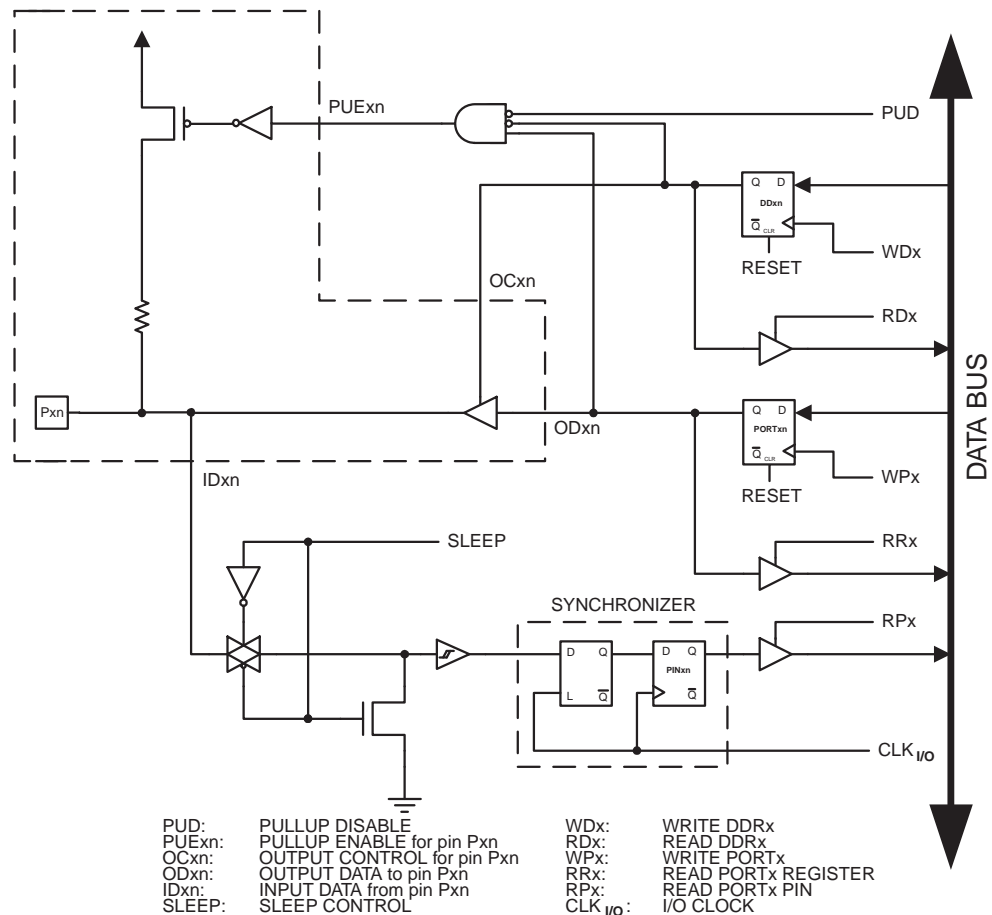 PUExn
PUD
Q D
DDxn
Q CLR
RESET
WDx
OCxn
RDx
Pxn
Q D
PORTxn
ODxn
Q CLR
RESET
WPx
IDxn
DATA BUS
SLEEP
RRx
SYNCHRONIZER
RPx
D Q
L Q
D Q
PINxn
Q
CLK I/O
PUD: PULLUP DISABLE
PUExn: PULLUP ENABLE for pin Pxn
OCxn: OUTPUT CONTROL for pin Pxn
ODxn: OUTPUT DATA to pin Pxn
IDxn: INPUT DATA from pin Pxn
SLEEP: SLEEP CONTROL
WDx: WRITE DDRx
RDx: READ DDRx
WPx: WRITE PORTx
RRx: READ PORTx REGISTER
RPx: READ PORTx PIN
CLK I/O: I/O CLOCK